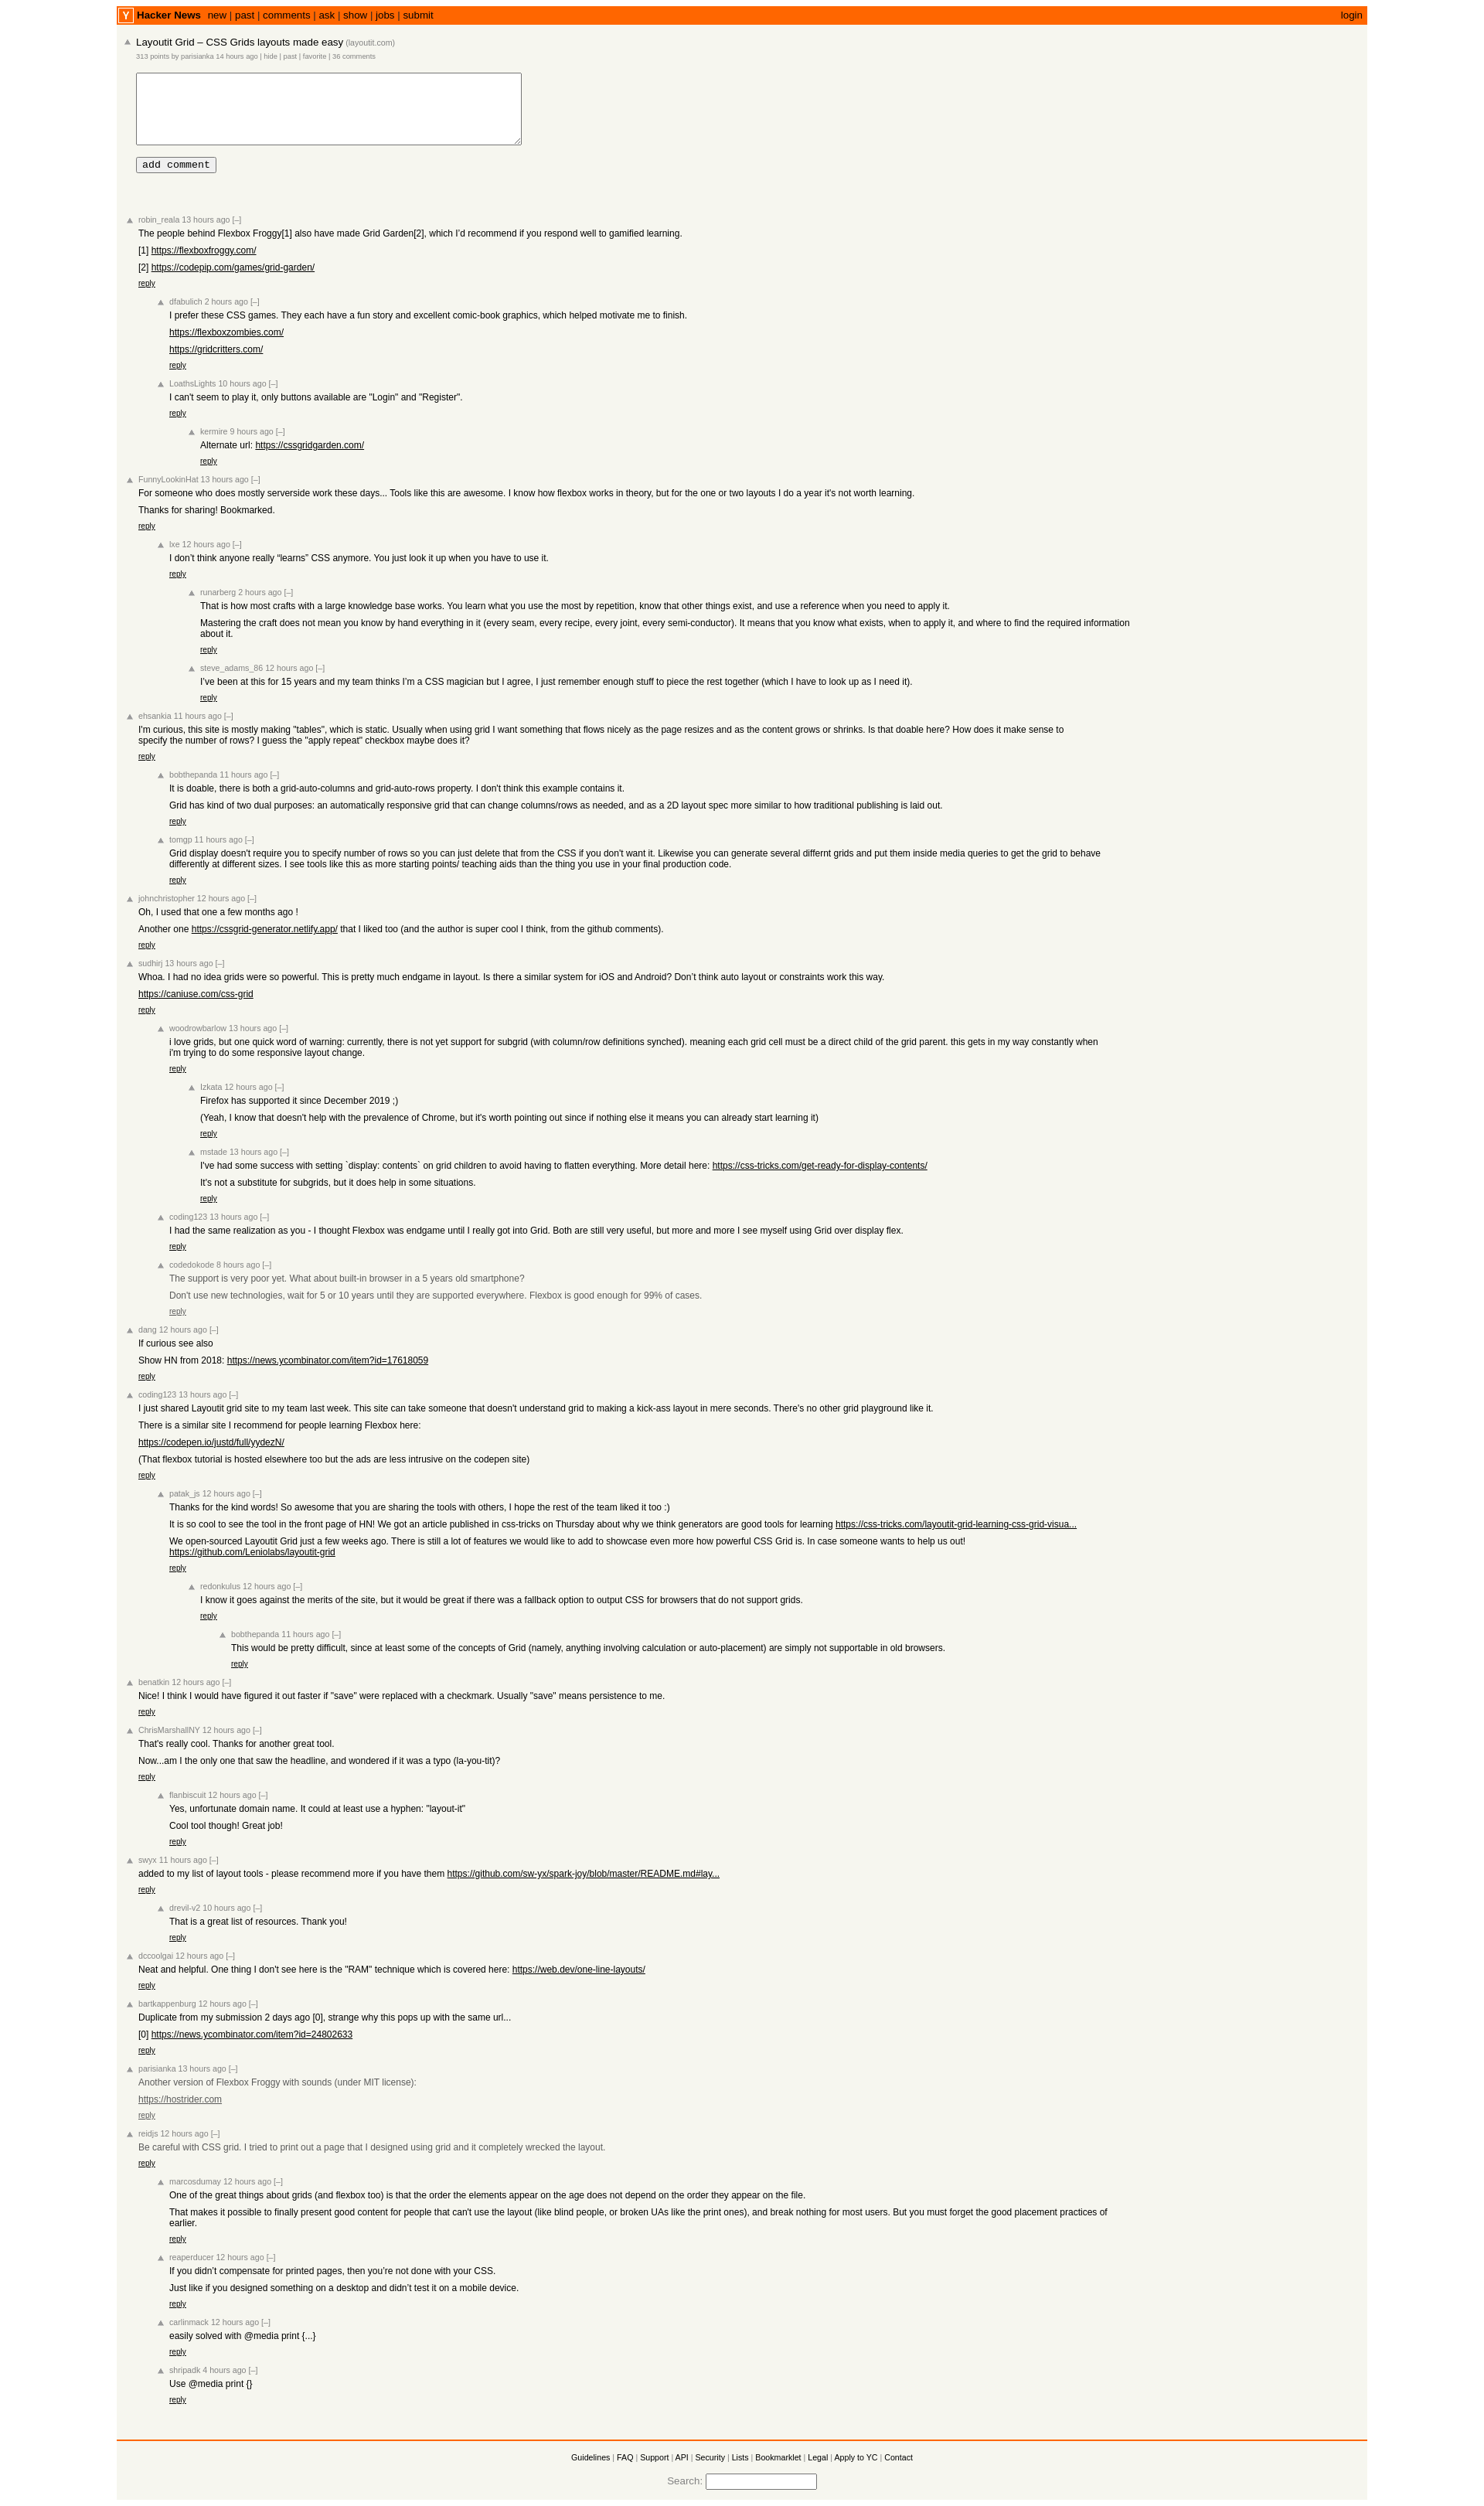 Y Hacker News new | past | comments | ask | show | jobs | submit login
Layoutit Grid – CSS Grids layouts made easy (layoutit.com)
313 points by parisianka 14 hours ago | hide | past | favorite | 36 comments
add comment
robin_reala 13 hours ago [–]
The people behind Flexbox Froggy[1] also have made Grid Garden[2], which I’d recommend if you respond well to gamified learning.
[1] https://flexboxfroggy.com/
[2] https://codepip.com/games/grid-garden/
reply
dfabulich 2 hours ago [–]
I prefer these CSS games. They each have a fun story and excellent comic-book graphics, which helped motivate me to finish.
https://flexboxzombies.com/
https://gridcritters.com/
reply
LoathsLights 10 hours ago [–]
I can't seem to play it, only buttons available are "Login" and "Register".
reply
kermire 9 hours ago [–]
Alternate url: https://cssgridgarden.com/
reply
FunnyLookinHat 13 hours ago [–]
For someone who does mostly serverside work these days... Tools like this are awesome. I know how flexbox works in theory, but for the one or two layouts I do a year it's not worth learning.
Thanks for sharing! Bookmarked.
reply
lxe 12 hours ago [–]
I don’t think anyone really “learns” CSS anymore. You just look it up when you have to use it.
reply
runarberg 2 hours ago [–]
That is how most crafts with a large knowledge base works. You learn what you use the most by repetition, know that other things exist, and use a reference when you need to apply it.
Mastering the craft does not mean you know by hand everything in it (every seam, every recipe, every joint, every semi-conductor). It means that you know what exists, when to apply it, and where to find the required information
about it.
reply
steve_adams_86 12 hours ago [–]
I’ve been at this for 15 years and my team thinks I’m a CSS magician but I agree, I just remember enough stuff to piece the rest together (which I have to look up as I need it).
reply
ehsankia 11 hours ago [–]
I'm curious, this site is mostly making "tables", which is static. Usually when using grid I want something that flows nicely as the page resizes and as the content grows or shrinks. Is that doable here? How does it make sense to
specify the number of rows? I guess the "apply repeat" checkbox maybe does it?
reply
bobthepanda 11 hours ago [–]
It is doable, there is both a grid-auto-columns and grid-auto-rows property. I don't think this example contains it.
Grid has kind of two dual purposes: an automatically responsive grid that can change columns/rows as needed, and as a 2D layout spec more similar to how traditional publishing is laid out.
reply
tomgp 11 hours ago [–]
Grid display doesn't require you to specify number of rows so you can just delete that from the CSS if you don't want it. Likewise you can generate several differnt grids and put them inside media queries to get the grid to behave
differently at different sizes. I see tools like this as more starting points/ teaching aids than the thing you use in your final production code.
reply
johnchristopher 12 hours ago [–]
Oh, I used that one a few months ago !
Another one https://cssgrid-generator.netlify.app/ that I liked too (and the author is super cool I think, from the github comments).
reply
sudhirj 13 hours ago [–]
Whoa. I had no idea grids were so powerful. This is pretty much endgame in layout. Is there a similar system for iOS and Android? Don’t think auto layout or constraints work this way.
https://caniuse.com/css-grid
reply
woodrowbarlow 13 hours ago [–]
i love grids, but one quick word of warning: currently, there is not yet support for subgrid (with column/row definitions synched). meaning each grid cell must be a direct child of the grid parent. this gets in my way constantly when
i'm trying to do some responsive layout change.
reply
Izkata 12 hours ago [–]
Firefox has supported it since December 2019 ;)
(Yeah, I know that doesn't help with the prevalence of Chrome, but it's worth pointing out since if nothing else it means you can already start learning it)
reply
mstade 13 hours ago [–]
I've had some success with setting `display: contents` on grid children to avoid having to flatten everything. More detail here: https://css-tricks.com/get-ready-for-display-contents/
It's not a substitute for subgrids, but it does help in some situations.
reply
coding123 13 hours ago [–]
I had the same realization as you - I thought Flexbox was endgame until I really got into Grid. Both are still very useful, but more and more I see myself using Grid over display flex.
reply
codedokode 8 hours ago [–]
The support is very poor yet. What about built-in browser in a 5 years old smartphone?
Don't use new technologies, wait for 5 or 10 years until they are supported everywhere. Flexbox is good enough for 99% of cases.
reply
dang 12 hours ago [–]
If curious see also
Show HN from 2018: https://news.ycombinator.com/item?id=17618059
reply
coding123 13 hours ago [–]
I just shared Layoutit grid site to my team last week. This site can take someone that doesn't understand grid to making a kick-ass layout in mere seconds. There's no other grid playground like it.
There is a similar site I recommend for people learning Flexbox here:
https://codepen.io/justd/full/yydezN/
(That flexbox tutorial is hosted elsewhere too but the ads are less intrusive on the codepen site)
reply
patak_js 12 hours ago [–]
Thanks for the kind words! So awesome that you are sharing the tools with others, I hope the rest of the team liked it too :)
It is so cool to see the tool in the front page of HN! We got an article published in css-tricks on Thursday about why we think generators are good tools for learning https://css-tricks.com/layoutit-grid-learning-css-grid-visua...
We open-sourced Layoutit Grid just a few weeks ago. There is still a lot of features we would like to add to showcase even more how powerful CSS Grid is. In case someone wants to help us out!
https://github.com/Leniolabs/layoutit-grid
reply
redonkulus 12 hours ago [–]
I know it goes against the merits of the site, but it would be great if there was a fallback option to output CSS for browsers that do not support grids.
reply
bobthepanda 11 hours ago [–]
This would be pretty difficult, since at least some of the concepts of Grid (namely, anything involving calculation or auto-placement) are simply not supportable in old browsers.
reply
benatkin 12 hours ago [–]
Nice! I think I would have figured it out faster if "save" were replaced with a checkmark. Usually "save" means persistence to me.
reply
ChrisMarshallNY 12 hours ago [–]
That's really cool. Thanks for another great tool.
Now...am I the only one that saw the headline, and wondered if it was a typo (la-you-tit)?
reply
flanbiscuit 12 hours ago [–]
Yes, unfortunate domain name. It could at least use a hyphen: "layout-it"
Cool tool though! Great job!
reply
swyx 11 hours ago [–]
added to my list of layout tools - please recommend more if you have them https://github.com/sw-yx/spark-joy/blob/master/README.md#lay...
reply
drevil-v2 10 hours ago [–]
That is a great list of resources. Thank you!
reply
dccoolgai 12 hours ago [–]
Neat and helpful. One thing I don't see here is the "RAM" technique which is covered here: https://web.dev/one-line-layouts/
reply
bartkappenburg 12 hours ago [–]
Duplicate from my submission 2 days ago [0], strange why this pops up with the same url...
[0] https://news.ycombinator.com/item?id=24802633
reply
parisianka 13 hours ago [–]
Another version of Flexbox Froggy with sounds (under MIT license):
https://hostrider.com
reply
reidjs 12 hours ago [–]
Be careful with CSS grid. I tried to print out a page that I designed using grid and it completely wrecked the layout.
reply
marcosdumay 12 hours ago [–]
One of the great things about grids (and flexbox too) is that the order the elements appear on the age does not depend on the order they appear on the file.
That makes it possible to finally present good content for people that can't use the layout (like blind people, or broken UAs like the print ones), and break nothing for most users. But you must forget the good placement practices of
earlier.
reply
reaperducer 12 hours ago [–]
If you didn’t compensate for printed pages, then you’re not done with your CSS.
Just like if you designed something on a desktop and didn’t test it on a mobile device.
reply
carlinmack 12 hours ago [–]
easily solved with @media print {...}
reply
shripadk 4 hours ago [–]
Use @media print {}
reply
Guidelines | FAQ | Support | API | Security | Lists | Bookmarklet | Legal | Apply to YC | Contact
Search: